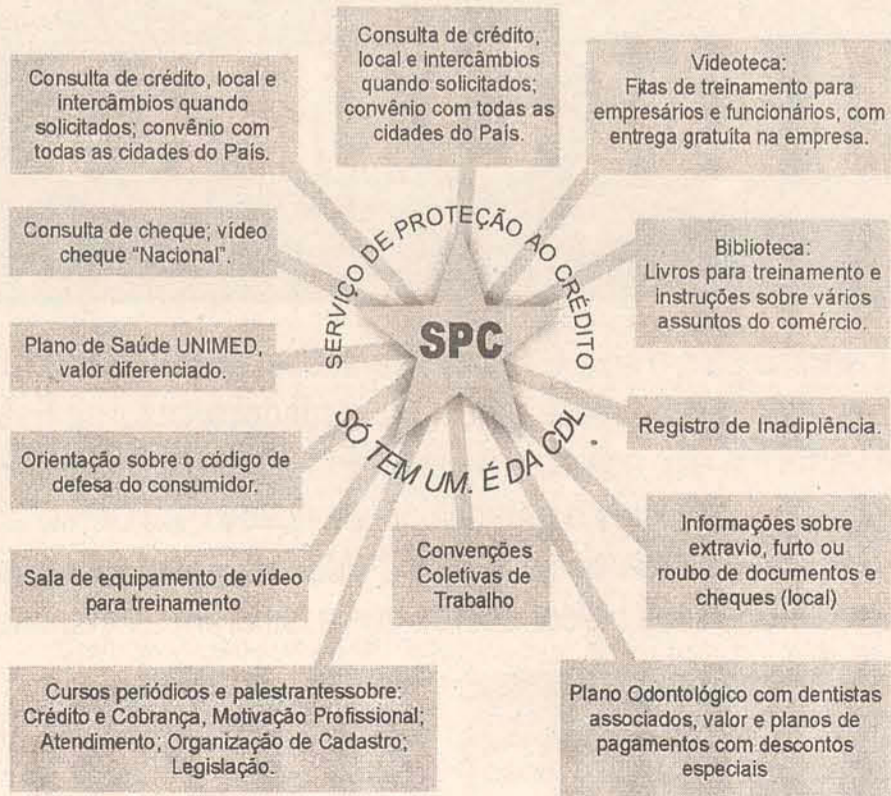 Consulta de crédito, local e
intercâmbios quando
solicitados; convênio com
todas as cidades do País.
Consulta de crédito,
local e intercâmbios
quando solicitados;
convênio com todas as
cidades do País.
Videoteca:
Fitas de treinamento para
empresários e funcionários, com
entrega gratuíta na empresa.
Consulta de cheque; vídeo
cheque “Nacional”.
SERVIÇO DE PROTEÇÃO AO CRÉDITO
SPC
SÓ TEM UM. É DA CDL
Biblioteca:
Livros para treinamento e
instruções sobre vários
assuntos do comércio.
Plano de Saúde UNIMED,
valor diferenciado.
Registro de Inadiplência.
Orientação sobre o código de
defesa do consumidor.
Informações sobre
extravio, furto ou
roubo de documentos e
cheques (local)
Sala de equipamento de vídeo
para treinamento
Convenções
Coletivas de
Trabalho
Cursos periódicos e palestrantessobre:
Crédito e Cobrança, Motivação Profissional;
Atendimento; Organização de Cadastro;
Legislação.
Plano Odontológico com dentistas
associados, valor e planos de
pagamentos com descontos
especiais